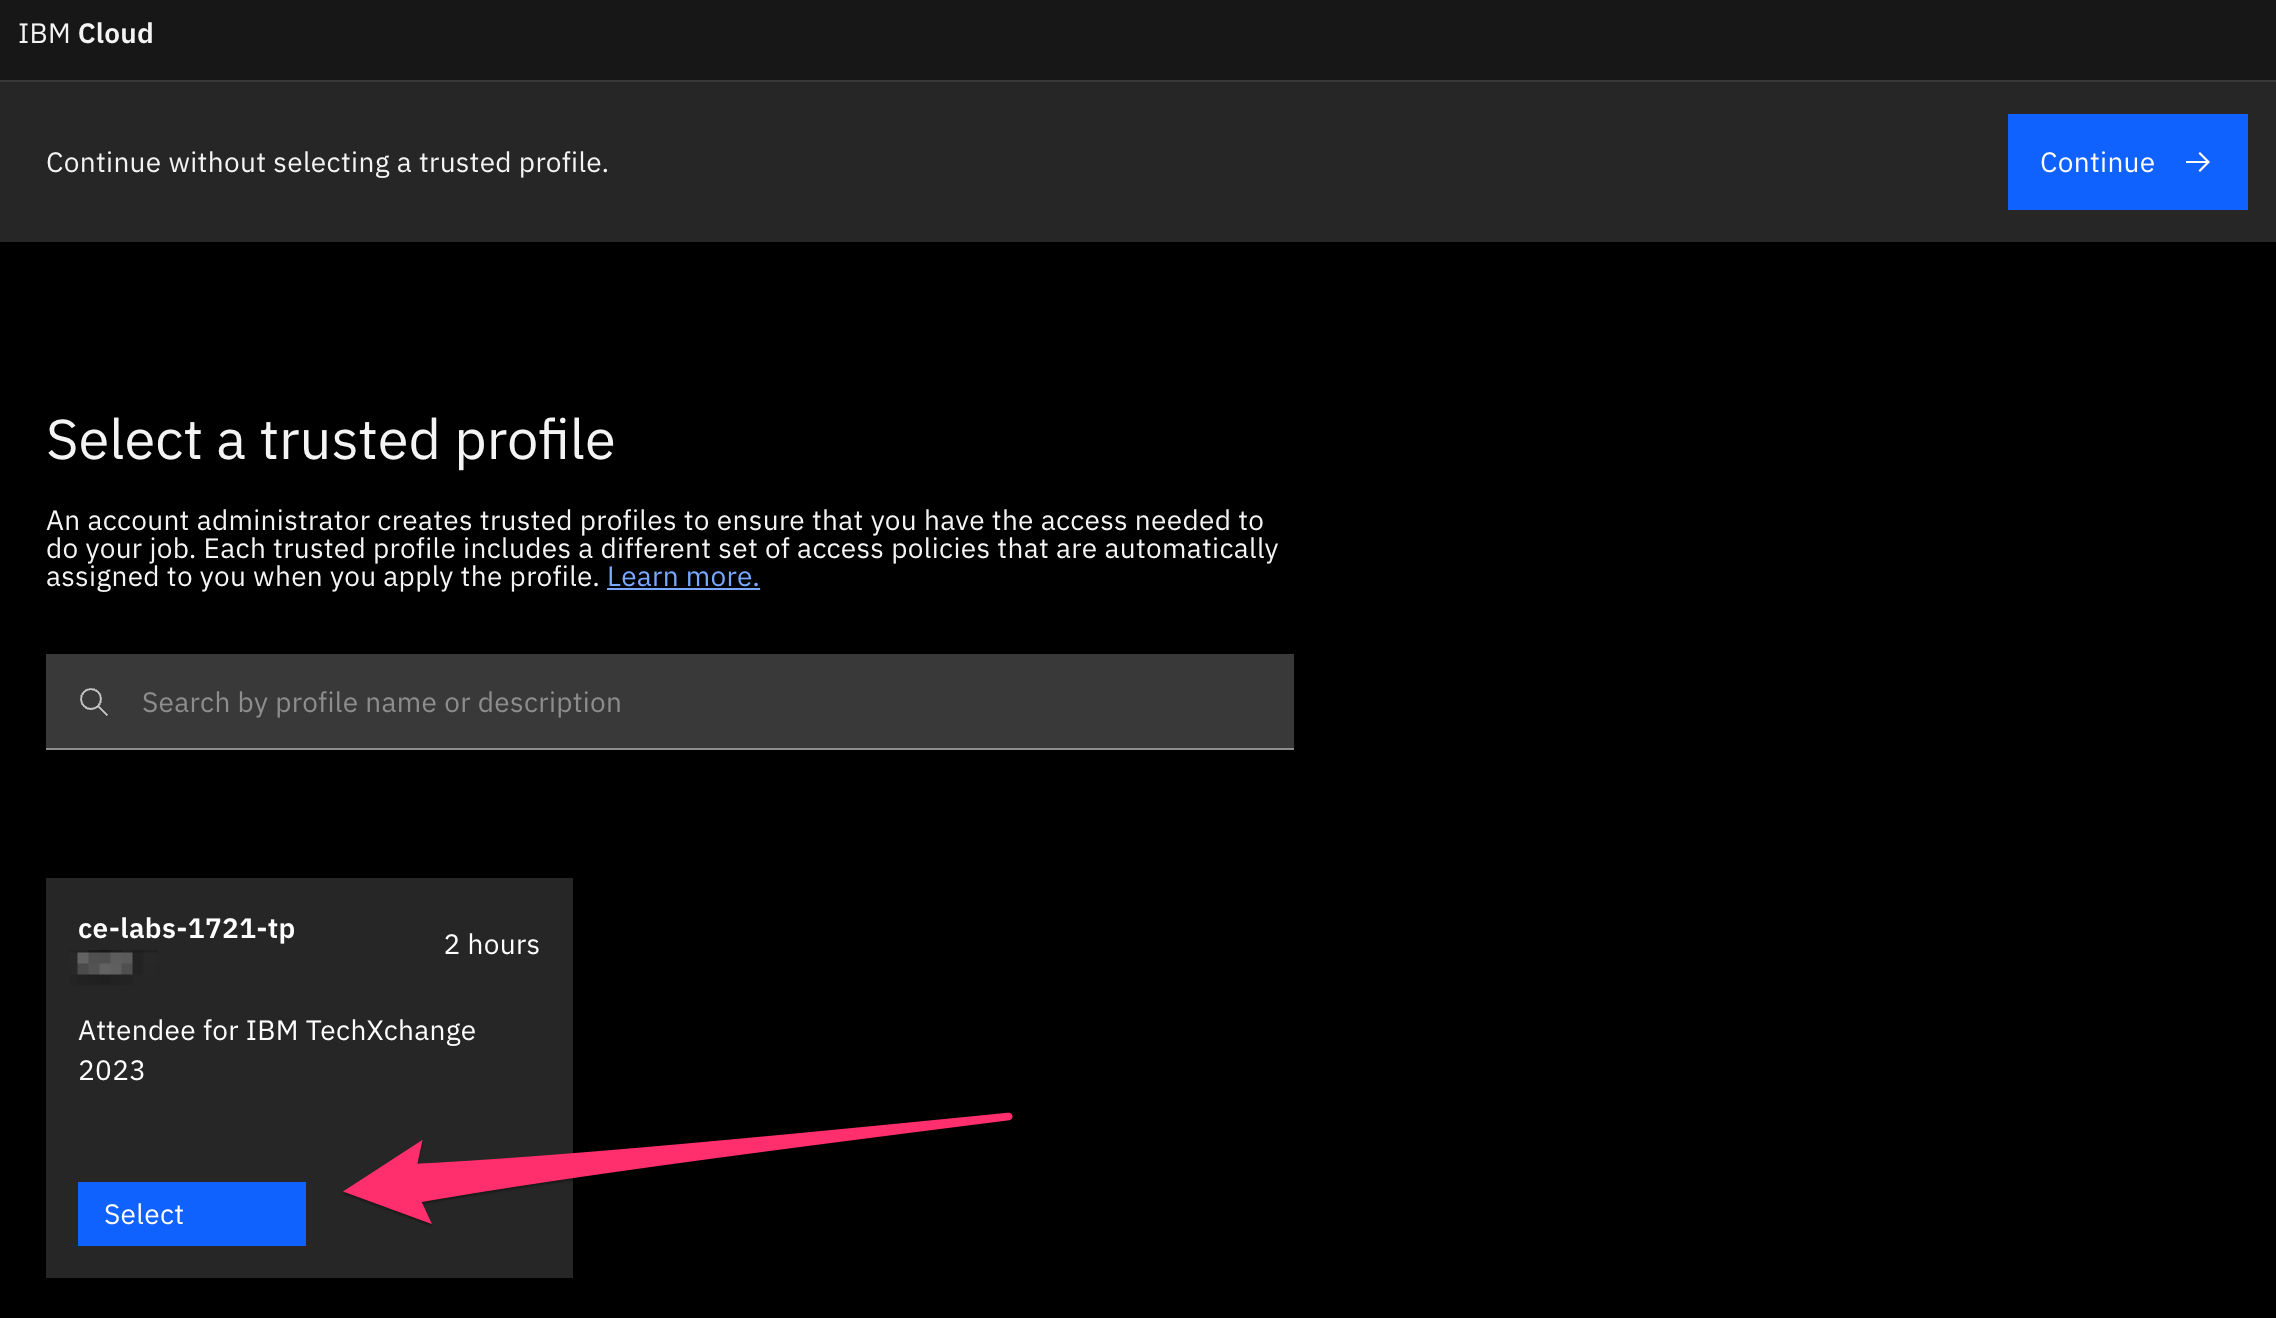 IBM Cloud
Continue without selecting a trusted profile.
Continue
Select a trusted profile
An account administrator creates trusted profiles to ensure that you have the access needed to
do your job. Each trusted profile includes a different set of access policies that are automatically
assigned to you when you apply the profile. Learn more.
Search by profile name or description
ce-labs-1721-tp
2 hours
Attendee for IBM TechXchange
2023
Select